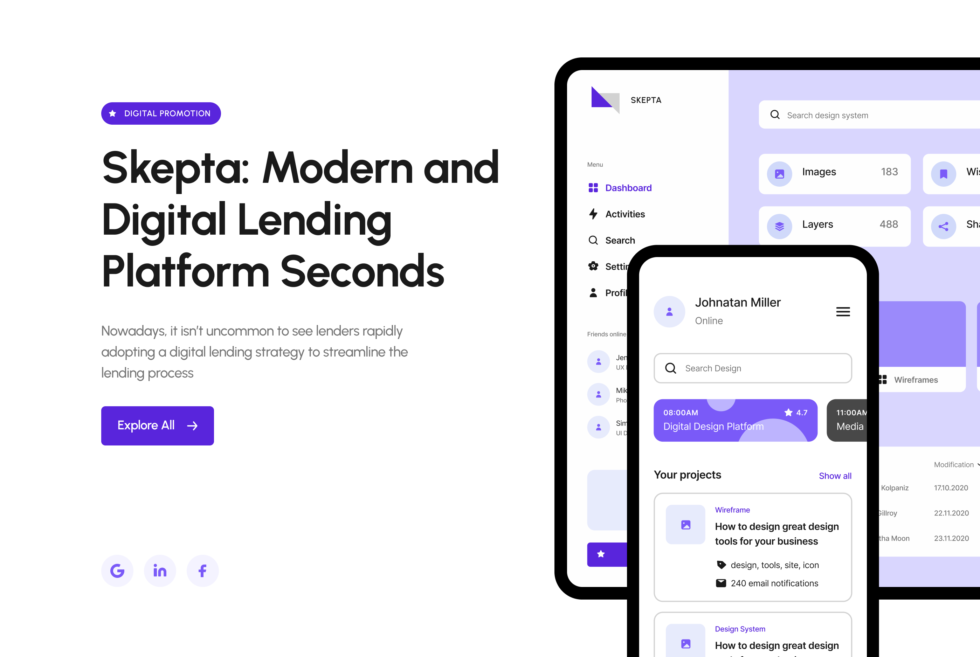 DIGITAL PROMOTION
Skepta: Modern and
Digital Lending
Platform Seconds
Nowadays, it isn't uncommon to see lenders rapidly
adopting a digital lending strategy to streamline the
lending process
Explore All
SKEPTA
Menu
Dashboard
Activities
Search
Friends online
Search design system
Images 183
Layers 488
Wireframes
Modification
Kolpaniz 17.10.2020
22.11.2020
Moon 23.11.2020
Johnatan Miller
Online
Search Design
08:00AM 4.7
Digital Design Platform
11:00AM
Media
Your projects Show all
Wireframe
How to design great design
tools for your business
design, tools, site, icon
240 email notifications
Design System
How to design great design